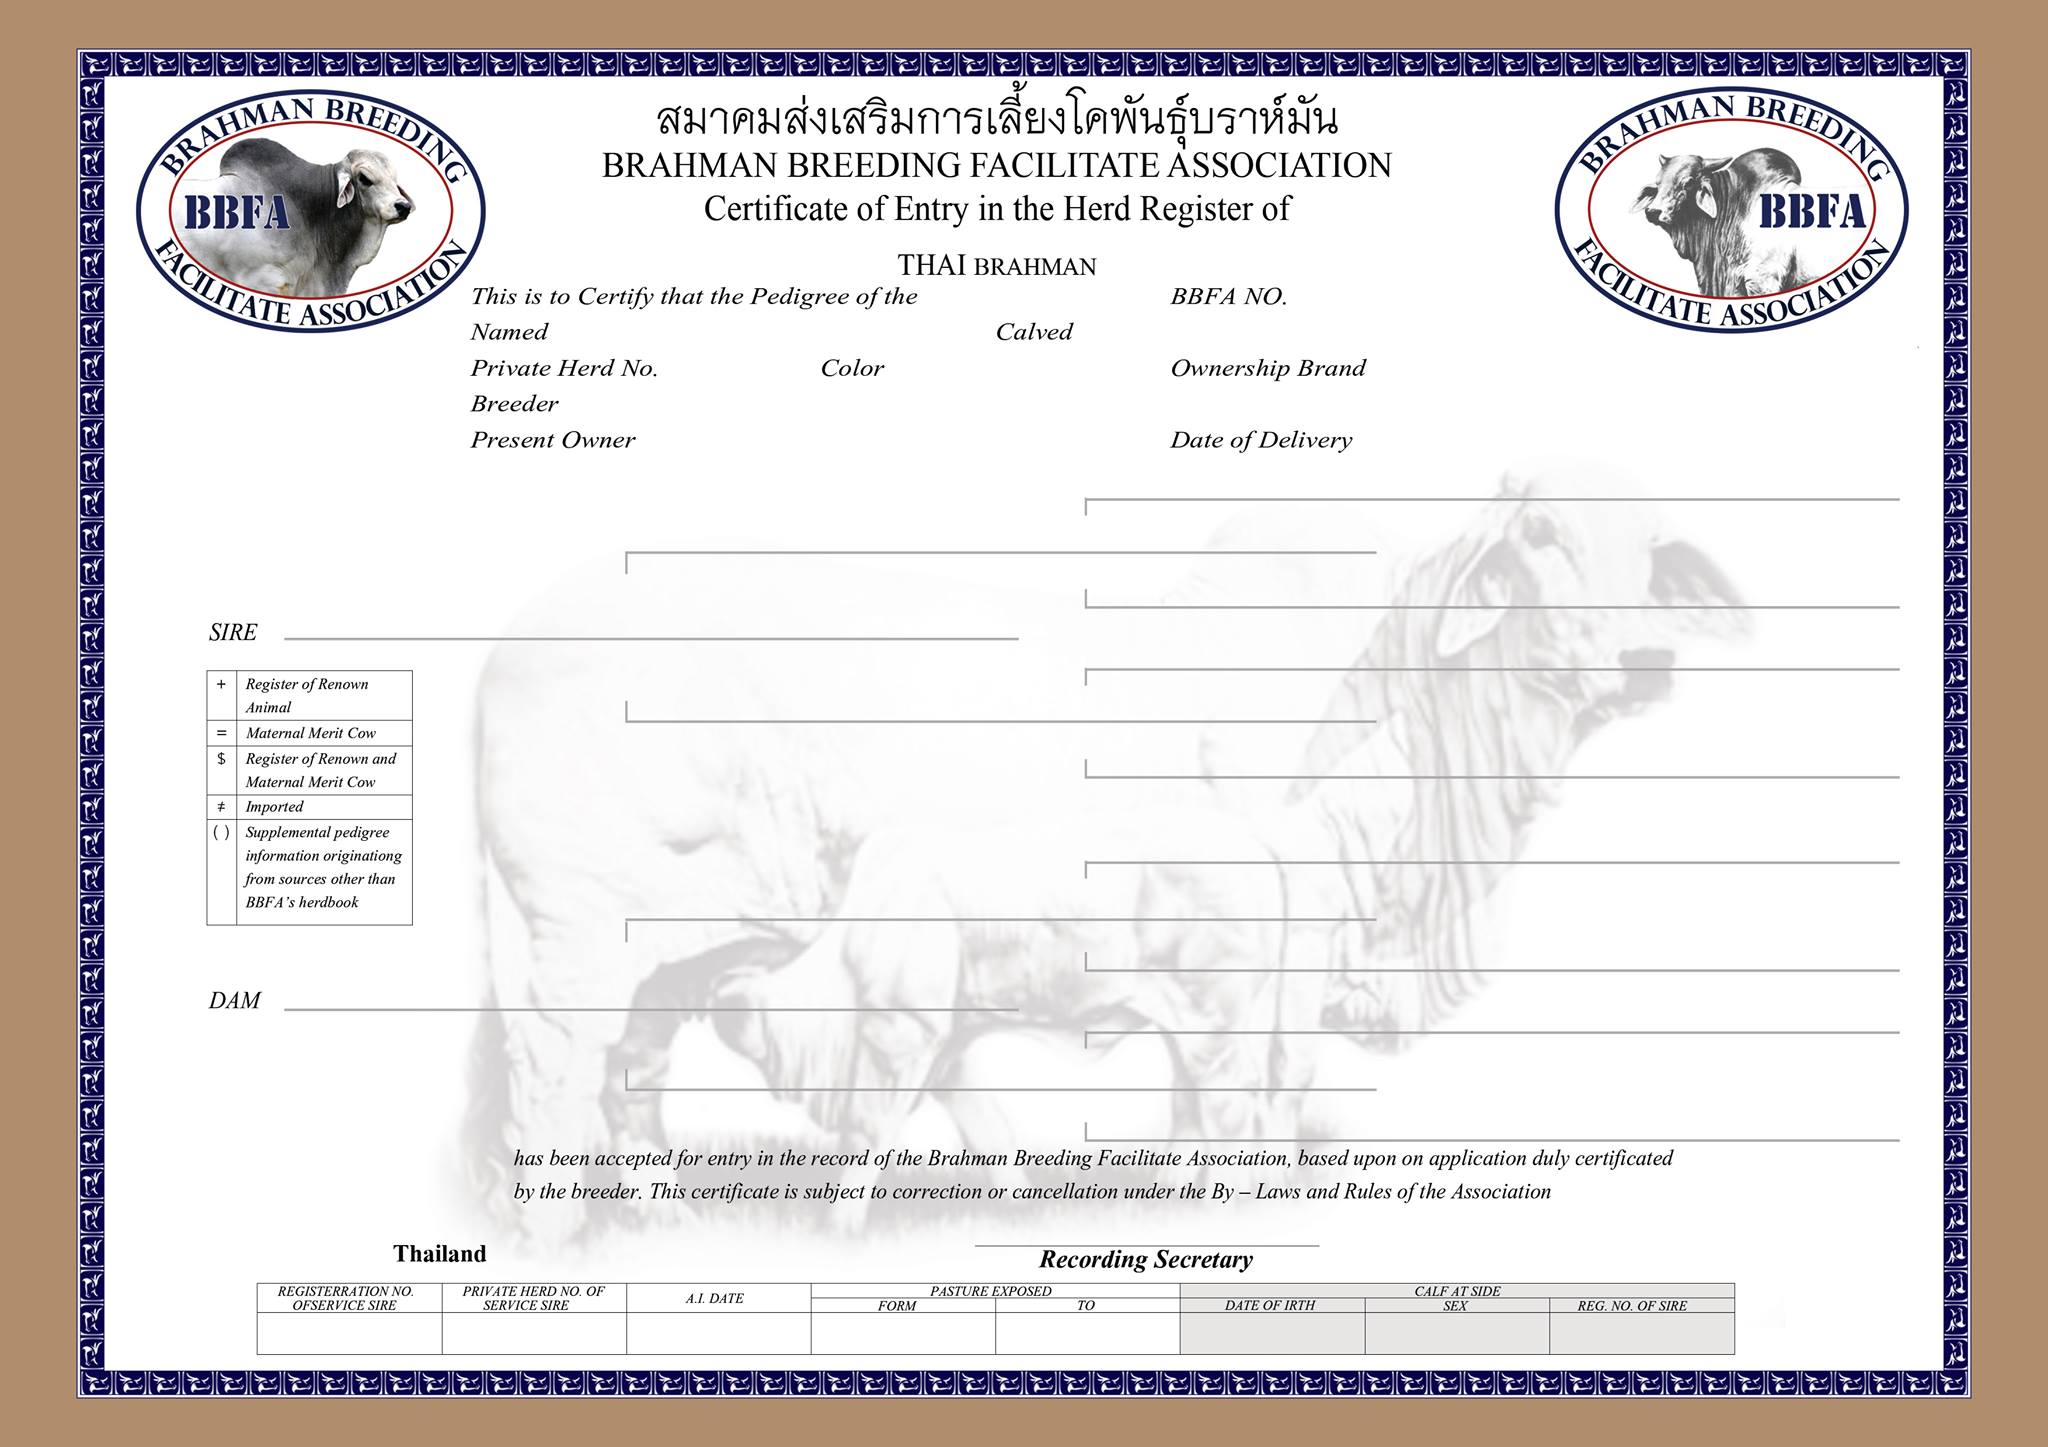 BRAHMAN BREEDING
BBFA
FACILITATE ASSOCIATION
สมาคมส่งเสริมการเลี้ยงโคพันธุ์บราห์มัน
BRAHMAN BREEDING FACILITATE ASSOCIATION
Certificate of Entry in the Herd Register of
THAI BRAHMAN
BRAHMAN BREEDING
BBFA
FACILITATE ASSOCIATION
This is to Certify that the Pedigree of the BBFA NO.
Named Calved
Private Herd No. Color Ownership Brand
Breeder
Present Owner Date of Delivery
SIRE
+ Register of Renown
Animal
= Maternal Merit Cow
$ Register of Renown and
Maternal Merit Cow
≠ Imported
( ) Supplemental pedigree
information originationg
from sources other than
BBFA's herdbook
DAM
has been accepted for entry in the record of the Brahman Breeding Facilitate Association, based upon on application duly certificated
by the breeder. This certificate is subject to correction or cancellation under the By – Laws and Rules of the Association
Thailand
Recording Secretary
REGISTERRATION NO.
OFSERVICE SIRE
PRIVATE HERD NO. OF
SERVICE SIRE
A.I. DATE
PASTURE EXPOSED
FORM TO
CALF AT SIDE
DATE OF IRTH SEX REG. NO. OF SIRE